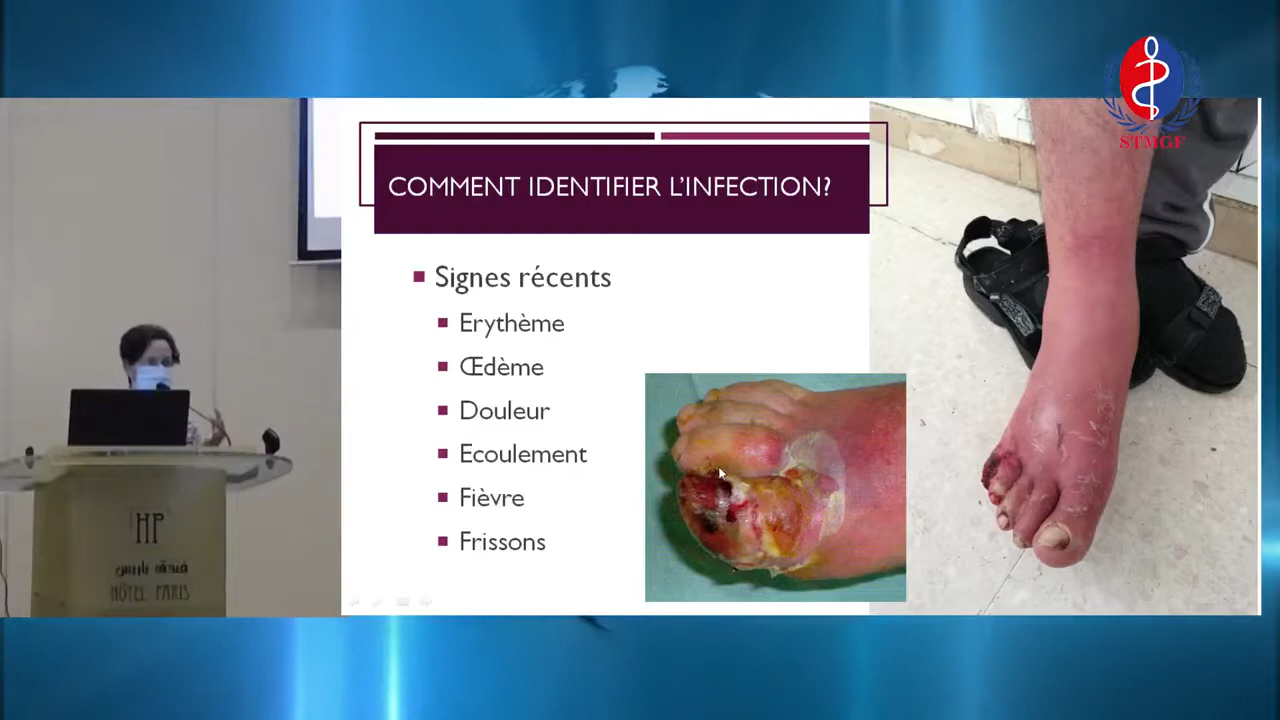 STMGF
COMMENT IDENTIFIER L'INFECTION?
Signes récents
Erythème
Œdème
Douleur
Ecoulement
Fièvre
Frissons
HP
فندق باريس
HÔTEL PARIS